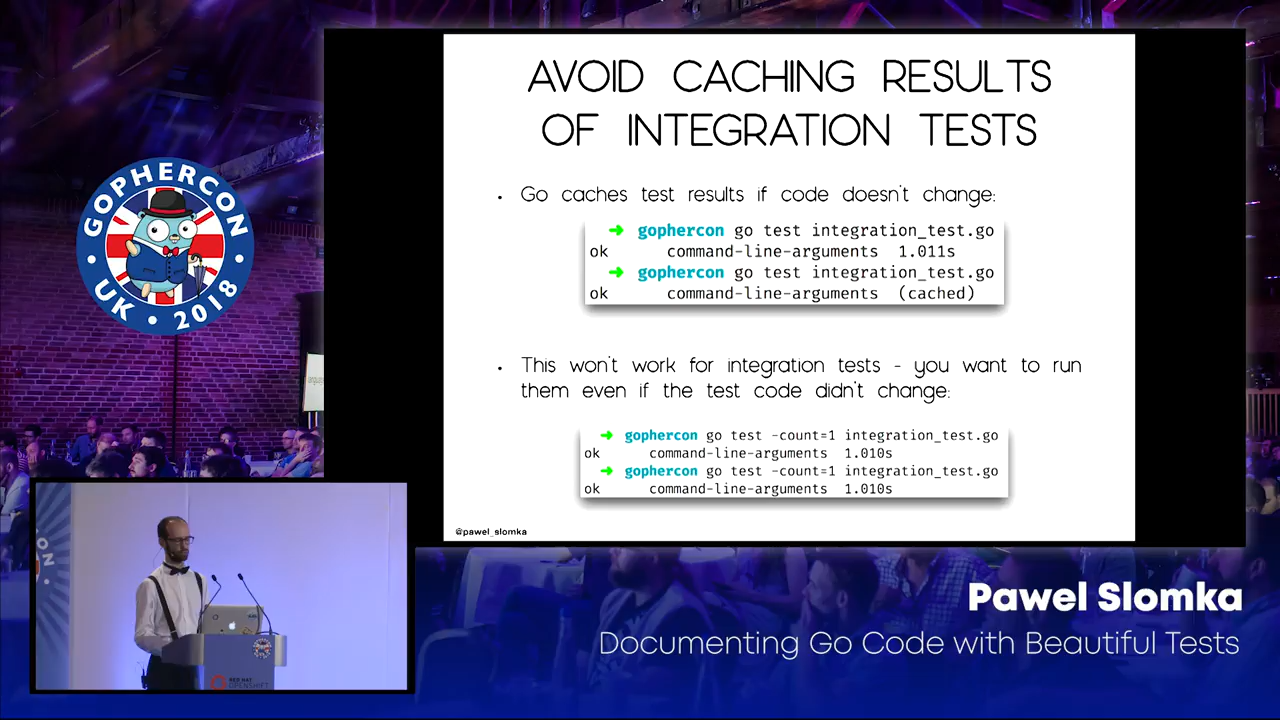 AVOID CACHING RESULTS
OF INTEGRATION TESTS
• Go caches test results if code doesn't change:
➜ gophercon go test integration_test.go
ok command-line-arguments 1.011s
➜ gophercon go test integration_test.go
ok command-line-arguments (cached)
• This won't work for integration tests - you want to run
them even if the test code didn't change:
➜ gophercon go test -count=1 integration_test.go
ok command-line-arguments 1.010s
➜ gophercon go test -count=1 integration_test.go
ok command-line-arguments 1.010s
@pawel_slomka
GOPHERCON
UK • 2018
RED HAT
OPENSHIFT
Pawel Slomka
Documenting Go Code with Beautiful Tests